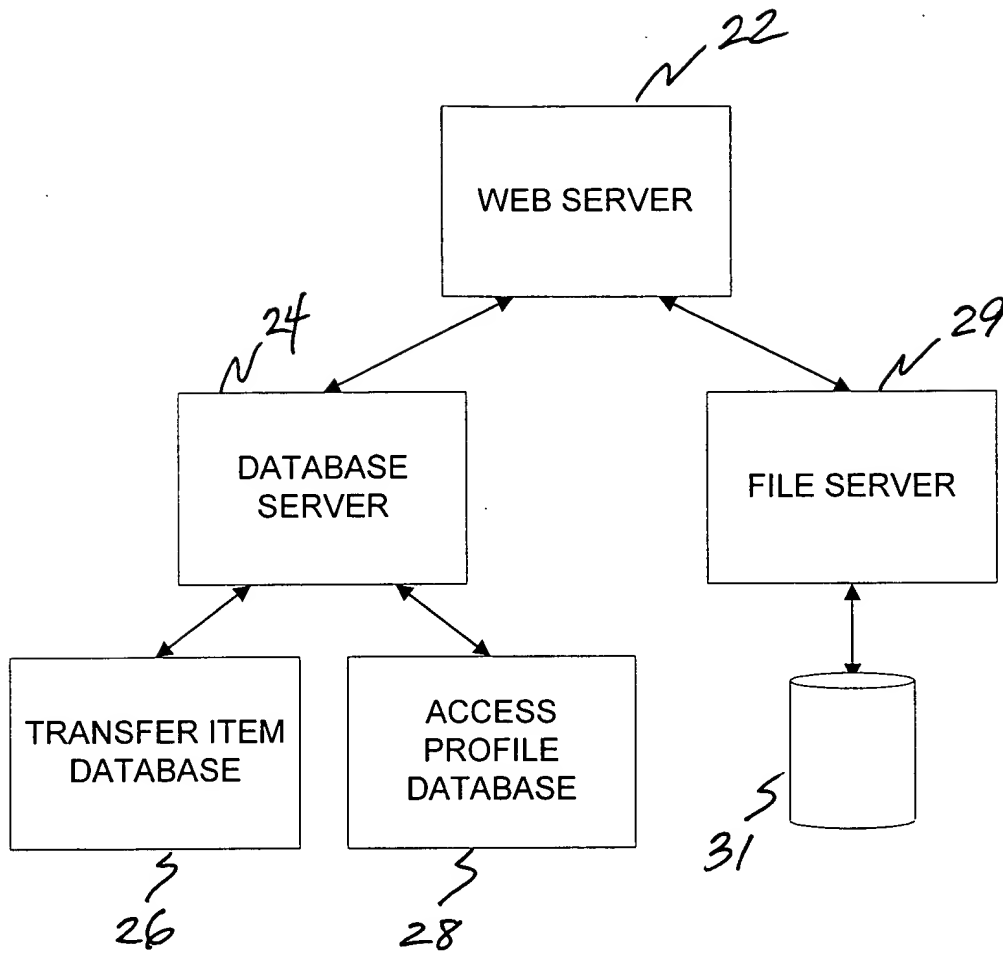 22
WEB SERVER
24
29
DATABASE
SERVER
FILE SERVER
TRANSFER ITEM
DATABASE
ACCESS
PROFILE
DATABASE
31
26
28